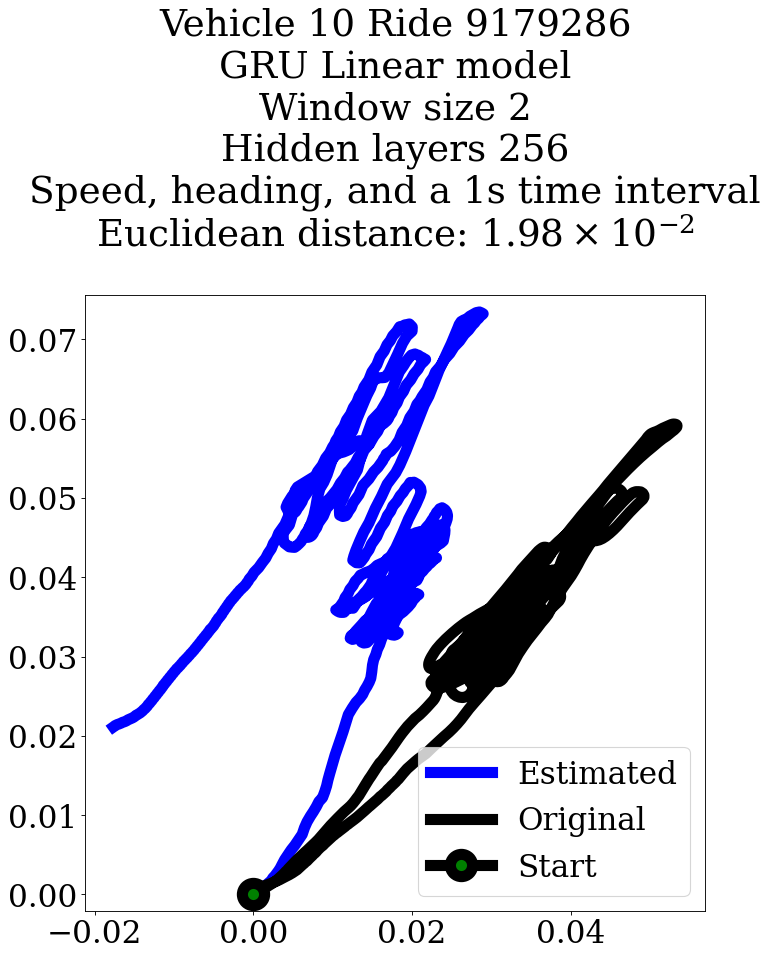 Vehicle 10 Ride 9179286
GRU Linear model
Window size 2
Hidden layers 256
Speed, heading, and a 1s time interval
Euclidean distance: 1.98 × 10⁻²
0.07
0.06
0.05
0.04
0.03
0.02
0.01
0.00
Estimated
Original
Start
−0.02 0.00 0.02 0.04